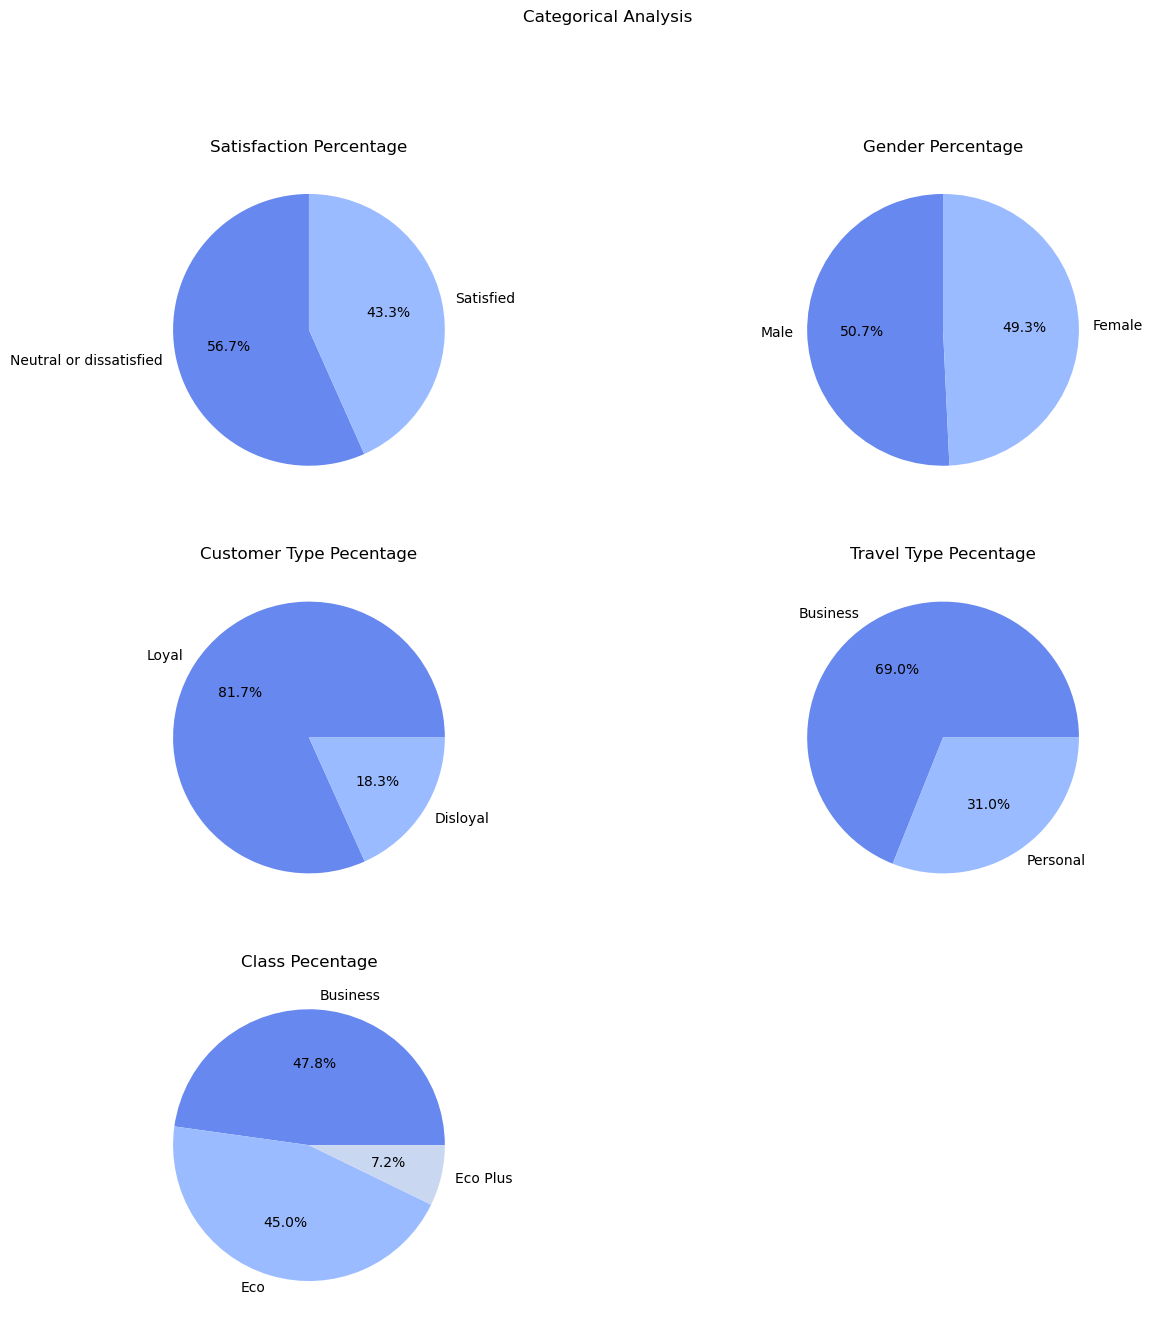 Categorical Analysis
Satisfaction Percentage
43.3%
Satisfied
56.7%
Neutral or dissatisfied
Gender Percentage
Male
50.7%
49.3%
Female
Customer Type Pecentage
Loyal
81.7%
18.3%
Disloyal
Travel Type Pecentage
Business
69.0%
31.0%
Personal
Class Pecentage
Business
47.8%
7.2%
Eco Plus
45.0%
Eco